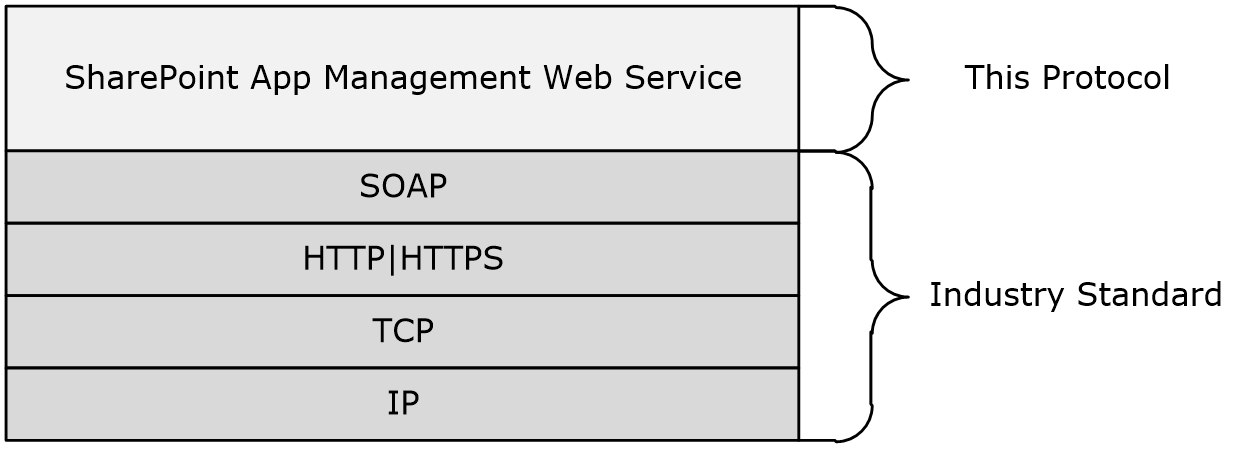 SharePoint App Management Web Service
This Protocol
SOAP
HTTP|HTTPS
TCP
IP
Industry Standard